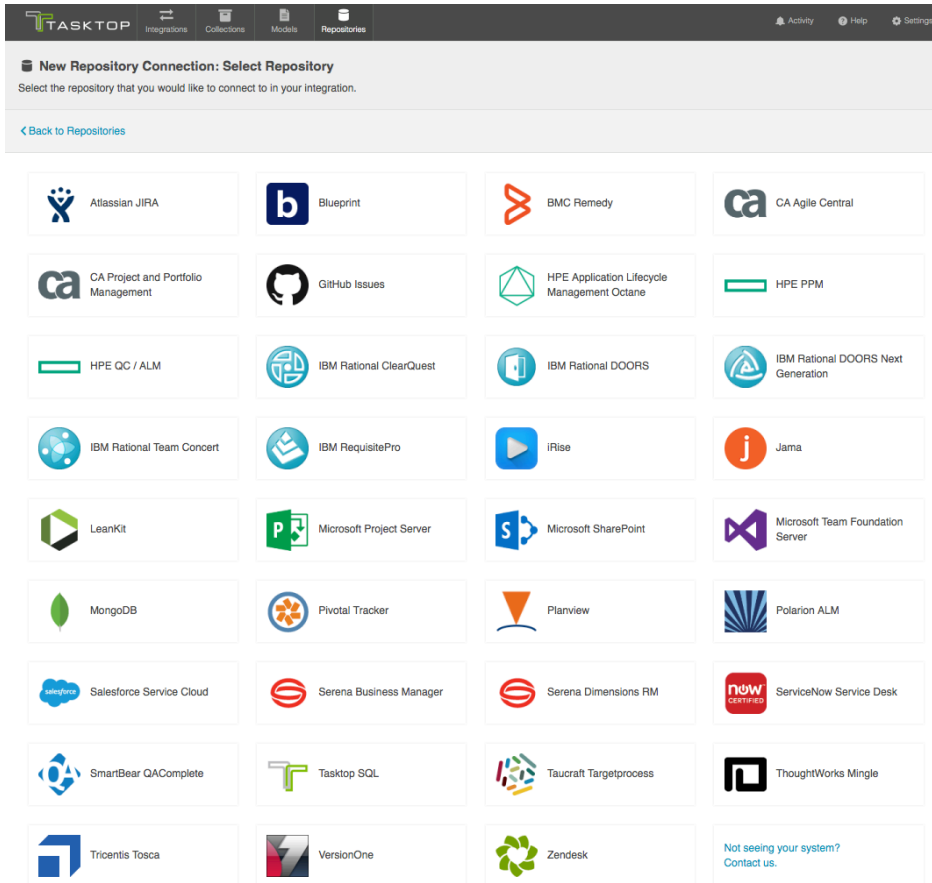 TASKTOP
Integrations
Collections
Models
Repositories
Activity
Help
Settings
New Repository Connection: Select Repository
Select the repository that you would like to connect to in your integration.
Back to Repositories
Atlassian JIRA
b
Blueprint
BMC Remedy
ca
CA Agile Central
ca
CA Project and Portfolio
Management
GitHub Issues
HPE Application Lifecycle
Management Octane
HPE PPM
HPE QC / ALM
IBM Rational ClearQuest
IBM Rational DOORS
IBM Rational DOORS Next
Generation
IBM Rational Team Concert
IBM RequisitePro
iRise
j
Jama
LeanKit
P
Microsoft Project Server
S
Microsoft SharePoint
Microsoft Team Foundation
Server
MongoDB
Pivotal Tracker
Planview
Polarion ALM
salesforce
Salesforce Service Cloud
Serena Business Manager
Serena Dimensions RM
now
CERTIFIED
ServiceNow Service Desk
QA
SmartBear QAComplete
Tasktop SQL
Taucraft Targetprocess
ThoughtWorks Mingle
Tricentis Tosca
VersionOne
Zendesk
Not seeing your system?
Contact us.